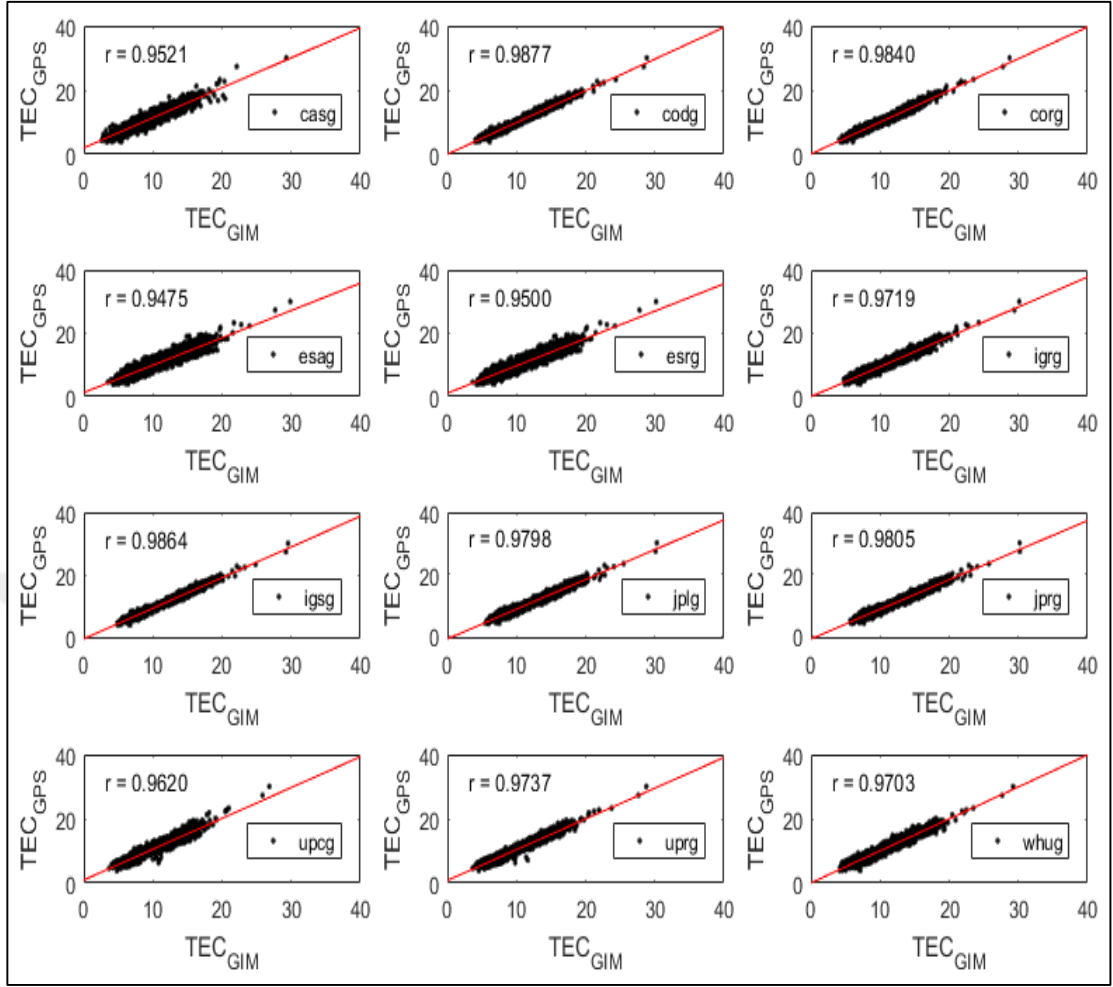 40
20
0
TEC_GPS
r = 0.9521
casg
0 10 20 30 40
TEC_GIM
40
20
0
TEC_GPS
r = 0.9877
codg
0 10 20 30 40
TEC_GIM
40
20
0
TEC_GPS
r = 0.9840
corg
0 10 20 30 40
TEC_GIM
40
20
0
TEC_GPS
r = 0.9475
esag
0 10 20 30 40
TEC_GIM
40
20
0
TEC_GPS
r = 0.9500
esrg
0 10 20 30 40
TEC_GIM
40
20
0
TEC_GPS
r = 0.9719
igrg
0 10 20 30 40
TEC_GIM
40
20
0
TEC_GPS
r = 0.9864
igsg
0 10 20 30 40
TEC_GIM
40
20
0
TEC_GPS
r = 0.9798
jplg
0 10 20 30 40
TEC_GIM
40
20
0
TEC_GPS
r = 0.9805
jprg
0 10 20 30 40
TEC_GIM
40
20
0
TEC_GPS
r = 0.9620
upcg
0 10 20 30 40
TEC_GIM
40
20
0
TEC_GPS
r = 0.9737
uprg
0 10 20 30 40
TEC_GIM
40
20
0
TEC_GPS
r = 0.9703
whug
0 10 20 30 40
TEC_GIM